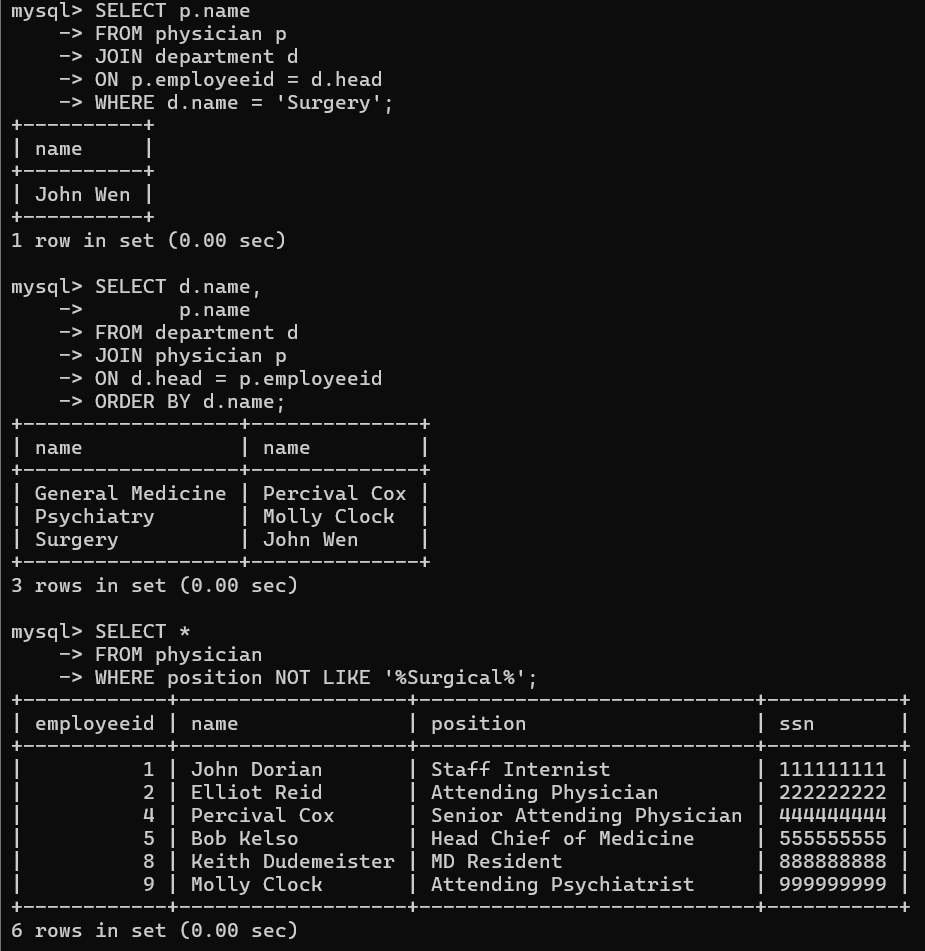 mysql> SELECT p.name
    -> FROM physician p
    -> JOIN department d
    -> ON p.employeeid = d.head
    -> WHERE d.name = 'Surgery';
+----------+
| name     |
+----------+
| John Wen |
+----------+
1 row in set (0.00 sec)

mysql> SELECT d.name,
    ->        p.name
    -> FROM department d
    -> JOIN physician p
    -> ON d.head = p.employeeid
    -> ORDER BY d.name;
+------------------+--------------+
| name             | name         |
+------------------+--------------+
| General Medicine | Percival Cox |
| Psychiatry       | Molly Clock  |
| Surgery          | John Wen     |
+------------------+--------------+
3 rows in set (0.00 sec)

mysql> SELECT *
    -> FROM physician
    -> WHERE position NOT LIKE '%Surgical%';
+------------+-------------------+----------------------------+-----------+
| employeeid | name              | position                   | ssn       |
+------------+-------------------+----------------------------+-----------+
|          1 | John Dorian       | Staff Internist            | 111111111 |
|          2 | Elliot Reid       | Attending Physician        | 222222222 |
|          4 | Percival Cox      | Senior Attending Physician | 444444444 |
|          5 | Bob Kelso         | Head Chief of Medicine     | 555555555 |
|          8 | Keith Dudemeister | MD Resident                | 888888888 |
|          9 | Molly Clock       | Attending Psychiatrist     | 999999999 |
+------------+-------------------+----------------------------+-----------+
6 rows in set (0.00 sec)